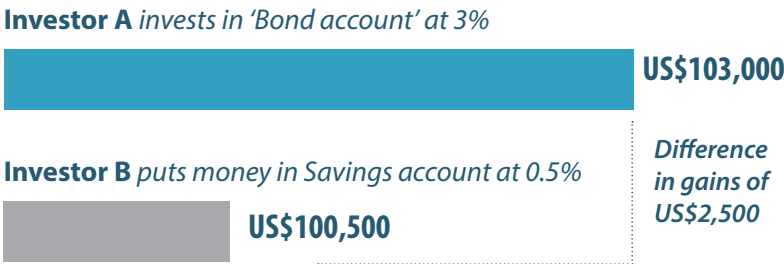 Investor A invests in ‘Bond account’ at 3%
US$103,000
Investor B puts money in Savings account at 0.5%
US$100,500
Difference
in gains of
US$2,500